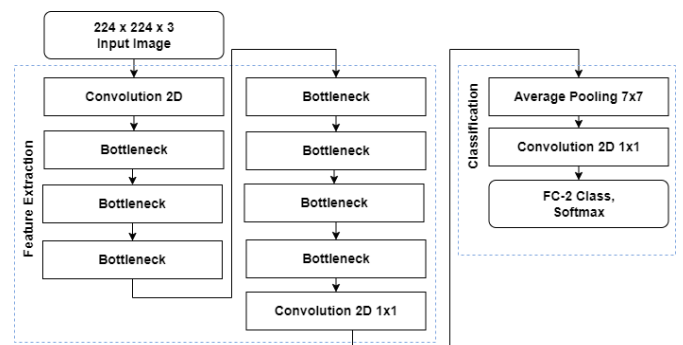 224 x 224 x 3
Input Image
Feature Extraction
Convolution 2D
Bottleneck
Bottleneck
Bottleneck
Bottleneck
Bottleneck
Bottleneck
Bottleneck
Convolution 2D 1x1
Classification
Average Pooling 7x7
Convolution 2D 1x1
FC-2 Class,
Softmax